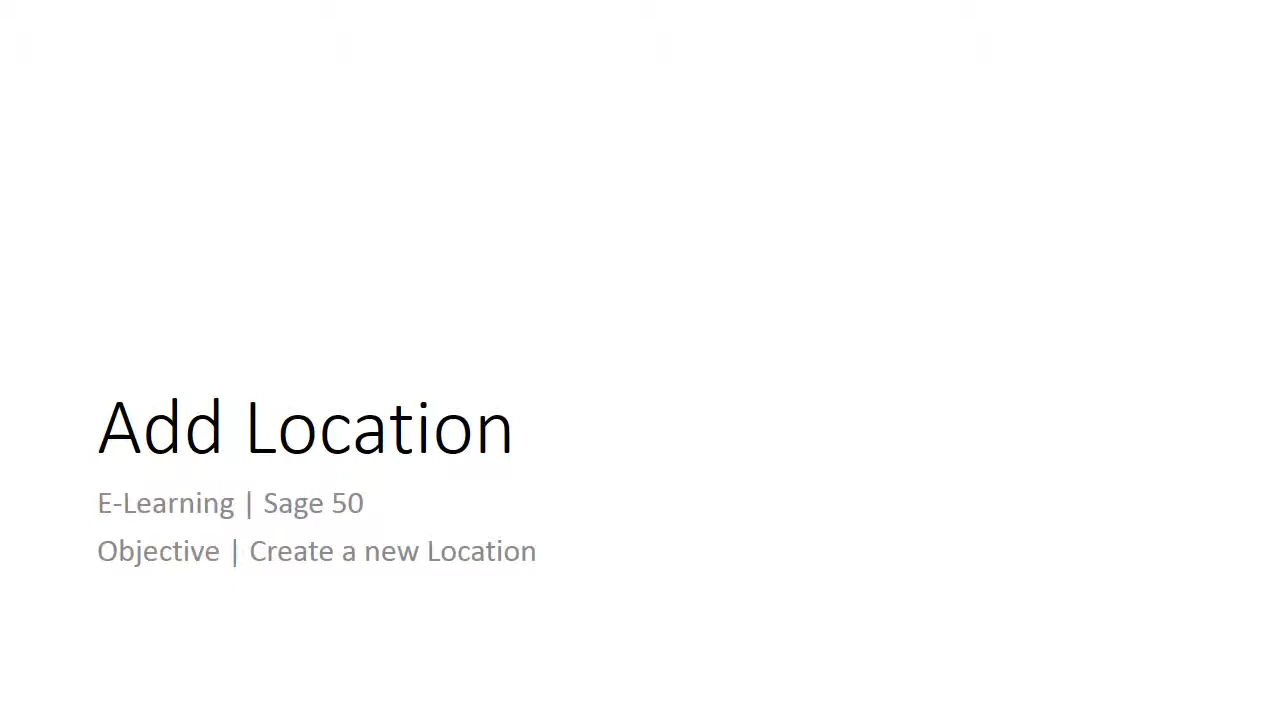 Add Location
E-Learning | Sage 50
Objective | Create a new Location